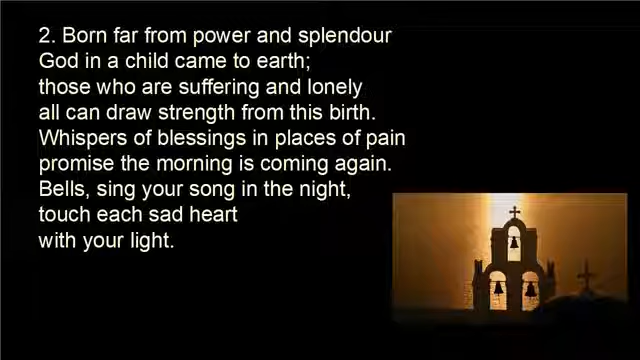 2. Born far from power and splendour
God in a child came to earth;
those who are suffering and lonely
all can draw strength from this birth.
Whispers of blessings in places of pain
promise the morning is coming again.
Bells, sing your song in the night,
touch each sad heart
with your light.